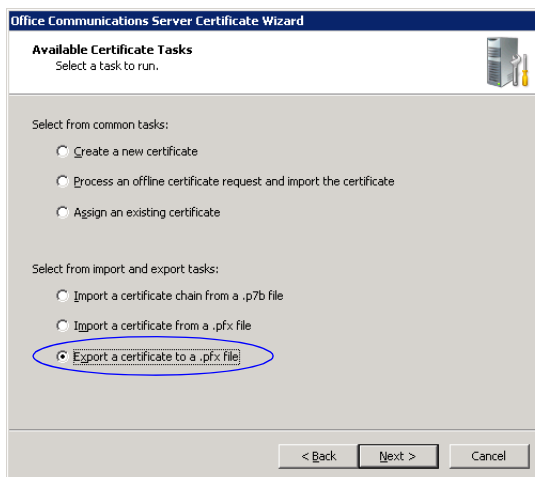 Office Communications Server Certificate Wizard
Available Certificate Tasks
Select a task to run.
Select from common tasks:
Create a new certificate
Process an offline certificate request and import the certificate
Assign an existing certificate
Select from import and export tasks:
Import a certificate chain from a .p7b file
Import a certificate from a .pfx file
Export a certificate to a .pfx file
< Back Next > Cancel